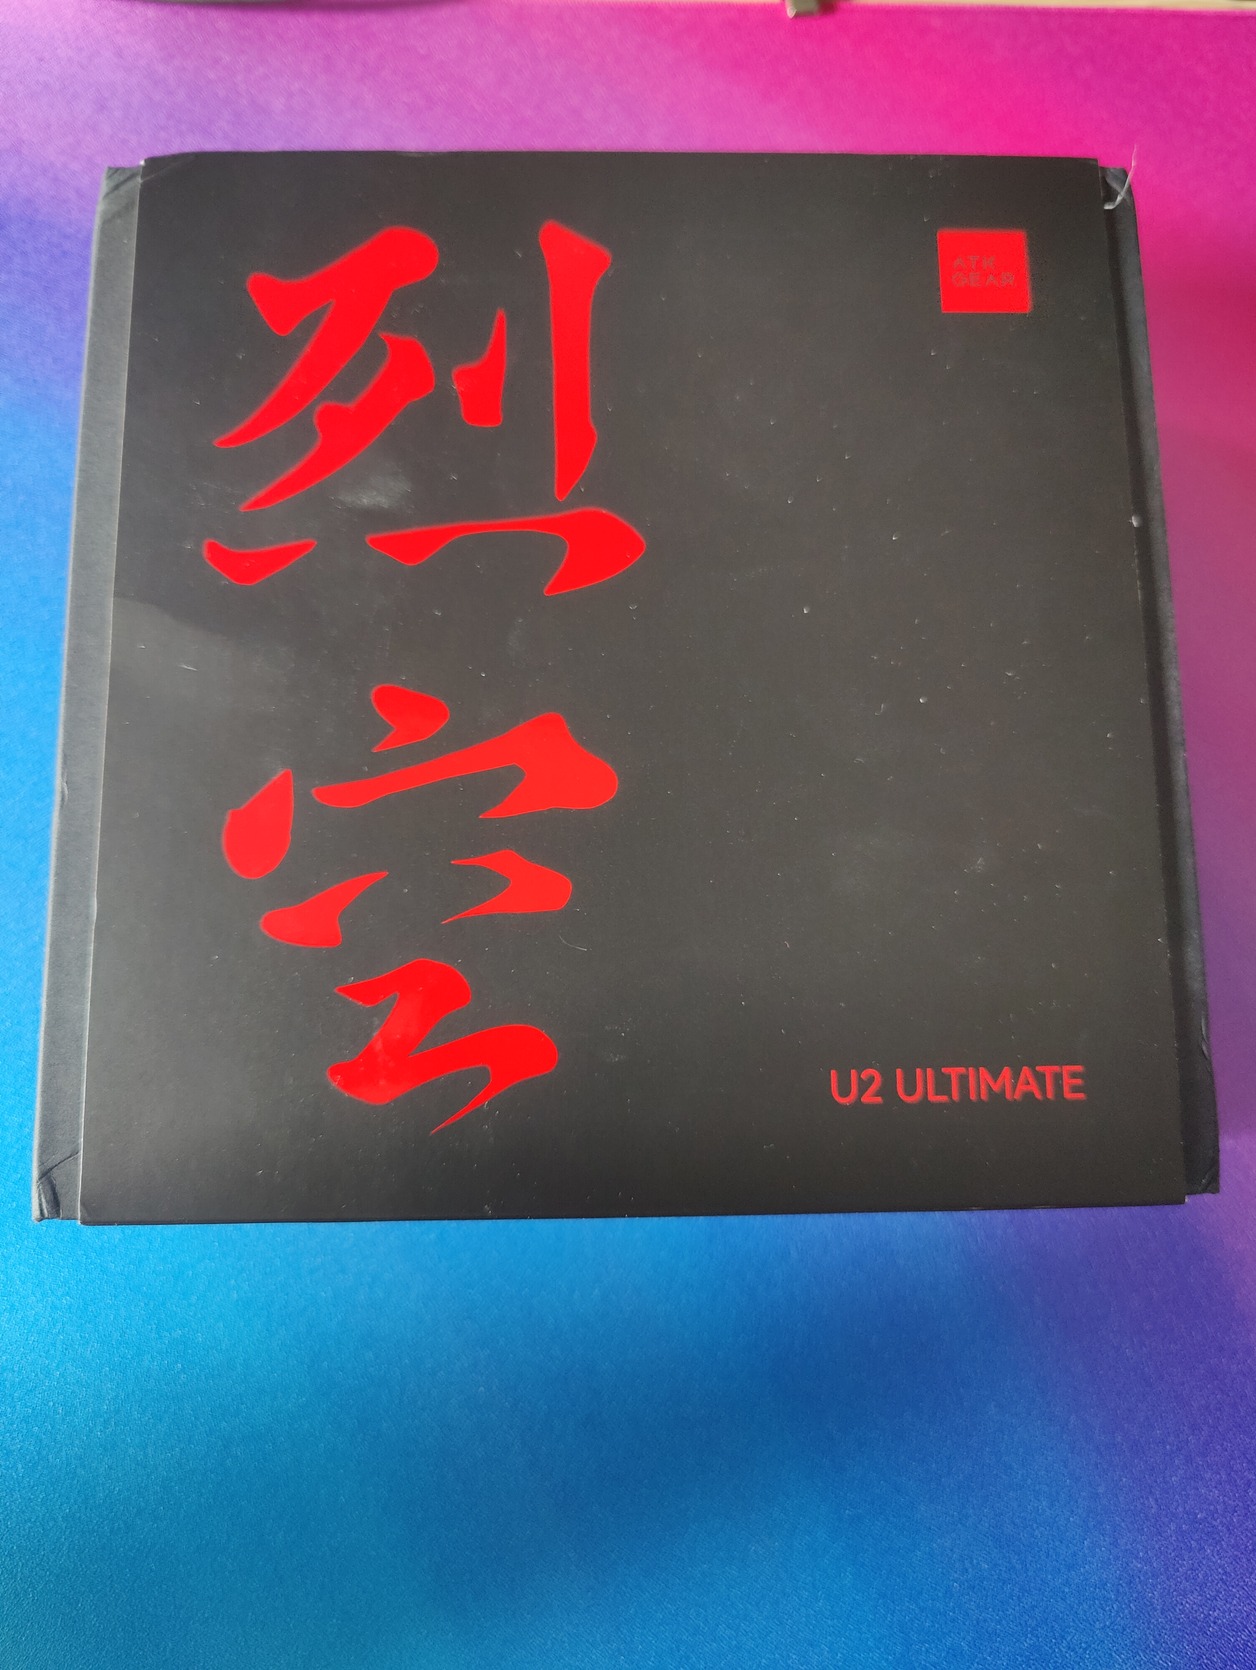 烈空
ATK
GEAR
U2 ULTIMATE